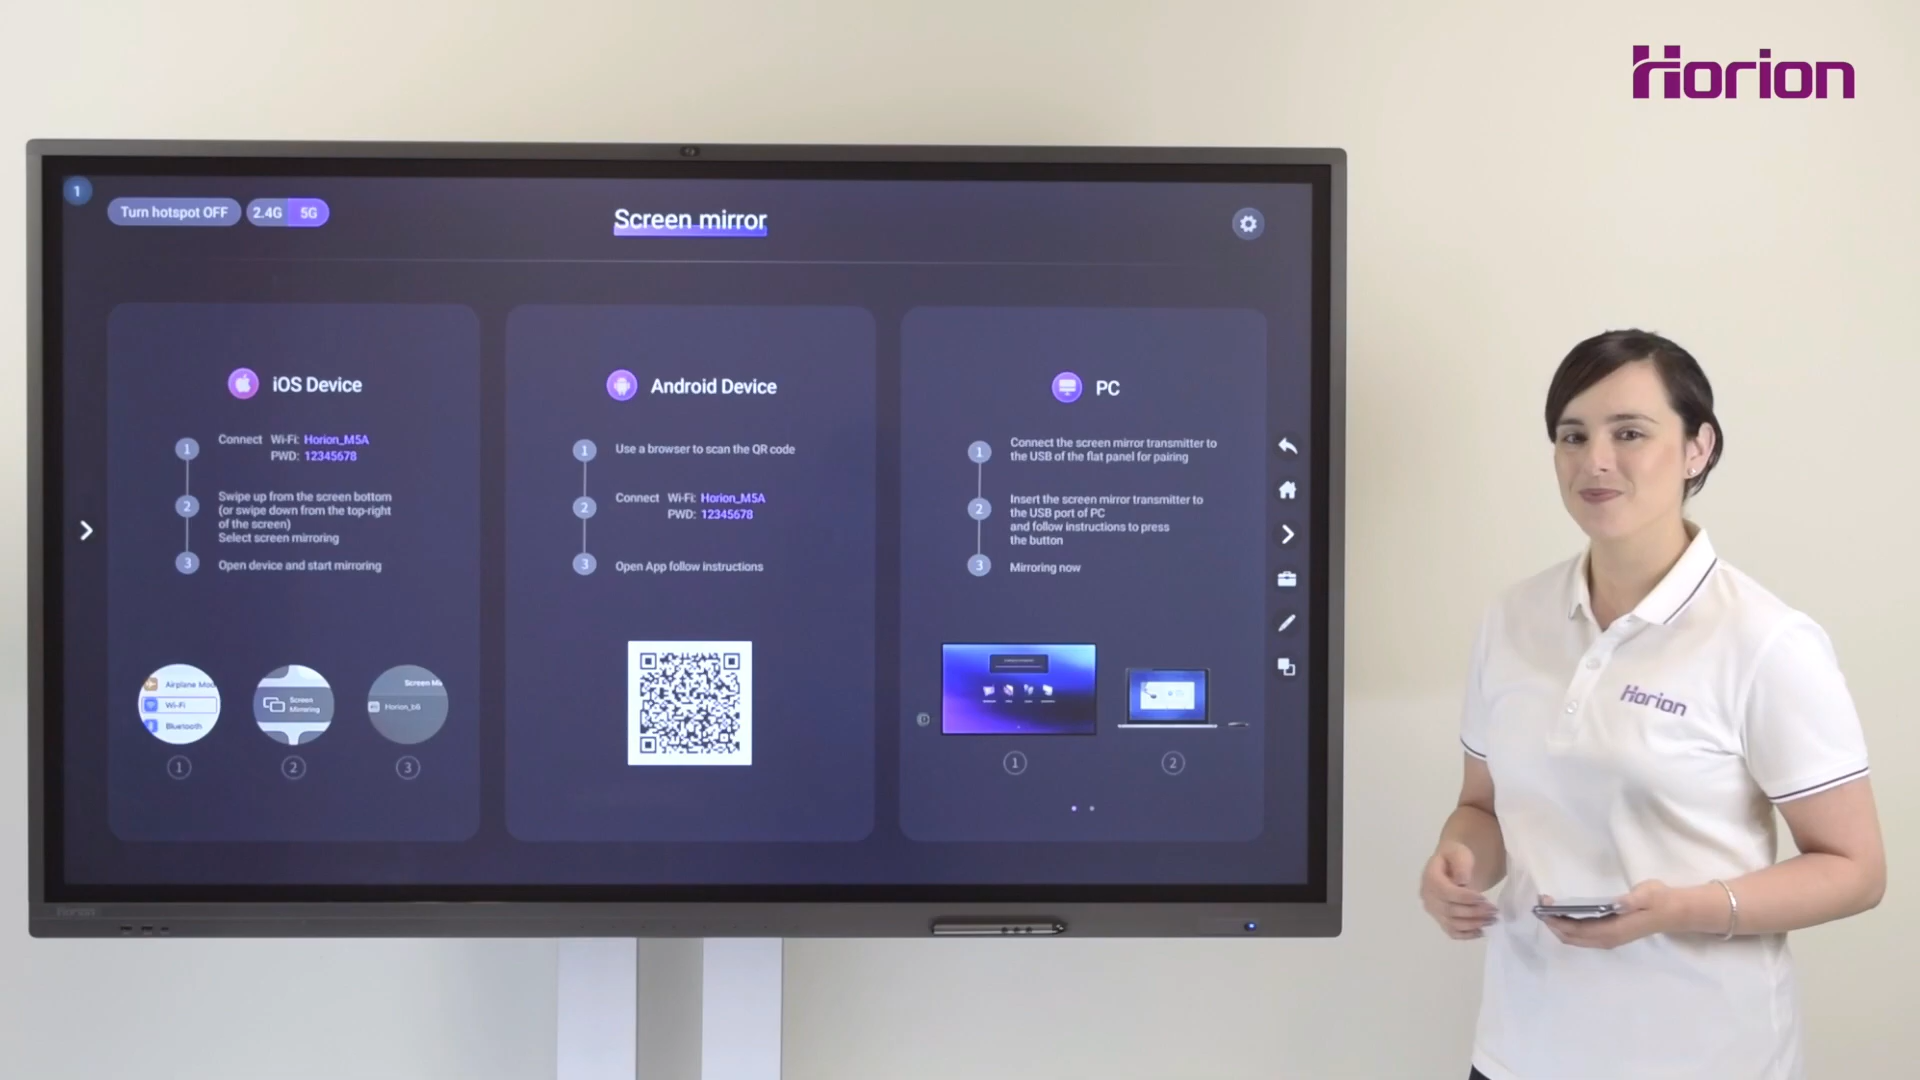 Horion
1
Turn hotspot OFF
2.4G 5G
Screen mirror
iOS Device
1
Connect Wi-Fi: Horion_M5A
PWD: 12345678
2
Swipe up from the screen bottom
(or swipe down from the top-right
of the screen)
Select screen mirroring
3
Open device and start mirroring
Airplane Mod
Wi-Fi
Bluetooth
Screen
Mirroring
Screen Mi
Horion_b8
1
2
3
Android Device
1
Use a browser to scan the QR code
2
Connect Wi-Fi: Horion_M5A
PWD: 12345678
3
Open App follow instructions
PC
1
Connect the screen mirror transmitter to
the USB of the flat panel for pairing
2
Insert the screen mirror transmitter to
the USB port of PC
and follow instructions to press
the button
3
Mirroring now
1
2
Horion
Horion